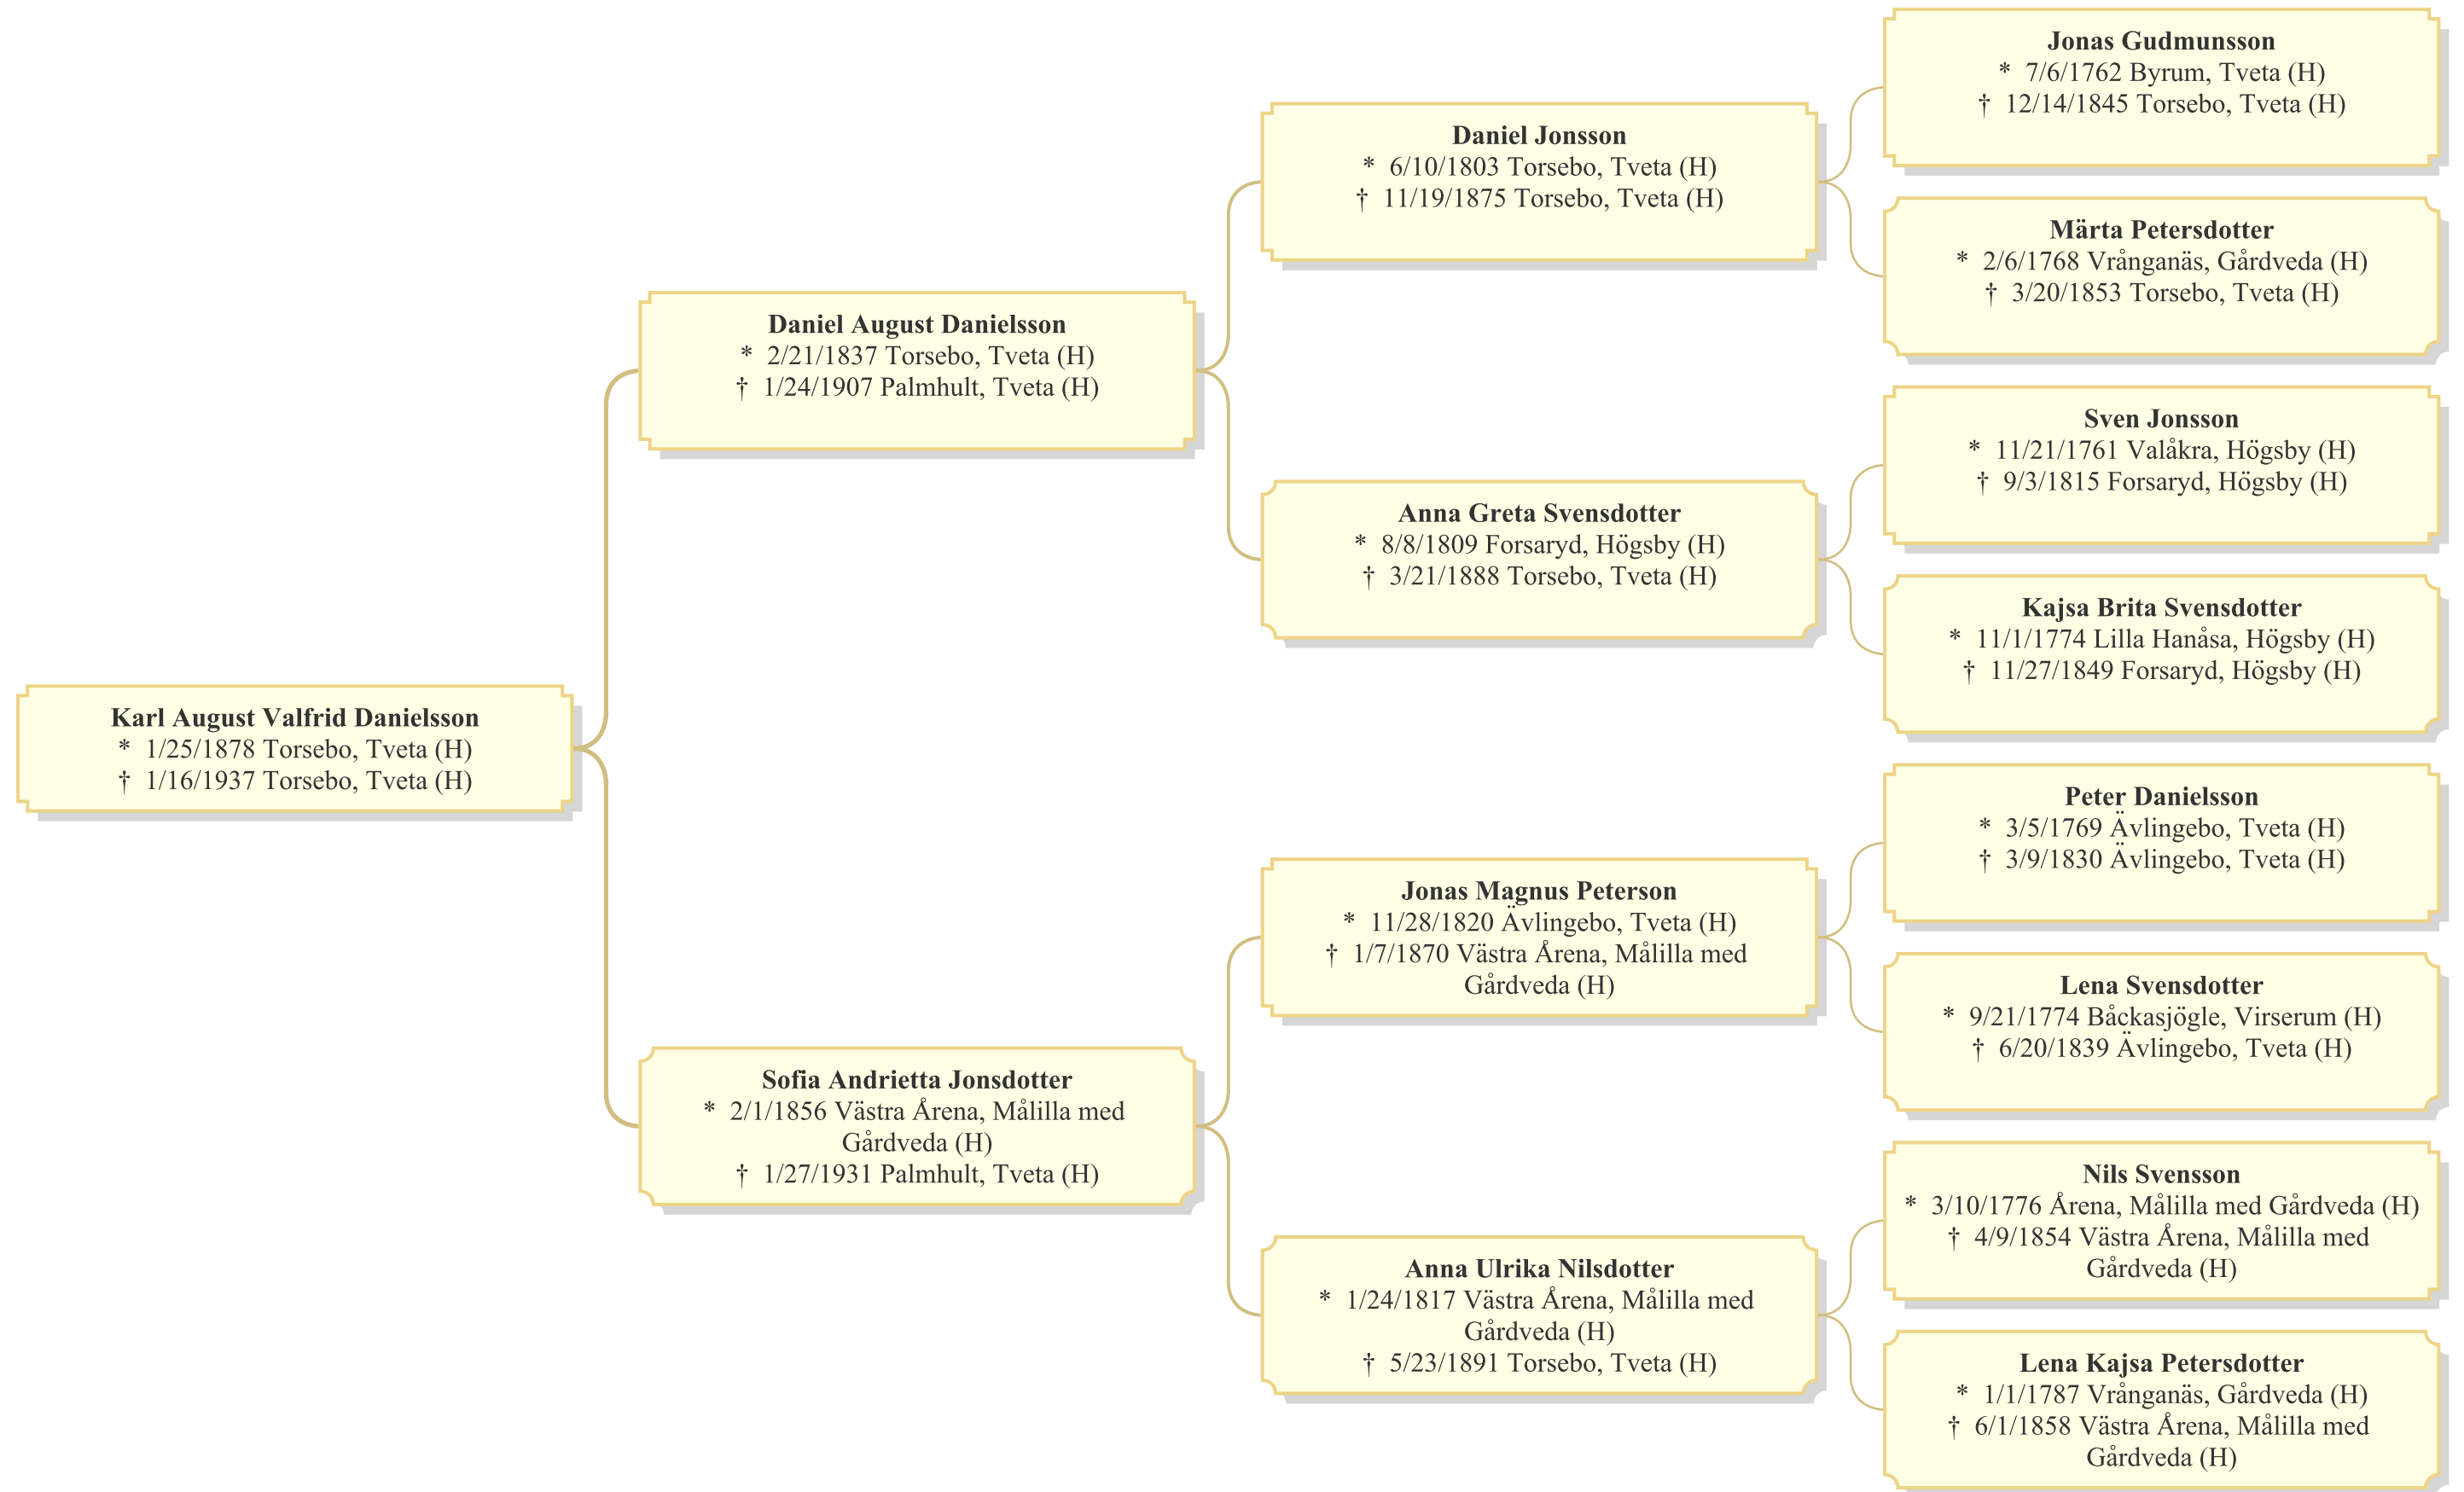 Jonas Gudmunsson
* 7/6/1762 Byrum, Tveta (H)
† 12/14/1845 Torsebo, Tveta (H)
Daniel Jonsson
* 6/10/1803 Torsebo, Tveta (H)
† 11/19/1875 Torsebo, Tveta (H)
Märta Petersdotter
* 2/6/1768 Vrånganäs, Gårdveda (H)
† 3/20/1853 Torsebo, Tveta (H)
Daniel August Danielsson
* 2/21/1837 Torsebo, Tveta (H)
† 1/24/1907 Palmhult, Tveta (H)
Sven Jonsson
* 11/21/1761 Valåkra, Högsby (H)
† 9/3/1815 Forsaryd, Högsby (H)
Anna Greta Svensdotter
* 8/8/1809 Forsaryd, Högsby (H)
† 3/21/1888 Torsebo, Tveta (H)
Kajsa Brita Svensdotter
* 11/1/1774 Lilla Hanåsa, Högsby (H)
† 11/27/1849 Forsaryd, Högsby (H)
Karl August Valfrid Danielsson
* 1/25/1878 Torsebo, Tveta (H)
† 1/16/1937 Torsebo, Tveta (H)
Peter Danielsson
* 3/5/1769 Ävlingebo, Tveta (H)
† 3/9/1830 Ävlingebo, Tveta (H)
Jonas Magnus Peterson
* 11/28/1820 Ävlingebo, Tveta (H)
† 1/7/1870 Västra Årena, Målilla med
Gårdveda (H)
Lena Svensdotter
* 9/21/1774 Båckasjögle, Virserum (H)
† 6/20/1839 Ävlingebo, Tveta (H)
Sofia Andrietta Jonsdotter
* 2/1/1856 Västra Årena, Målilla med
Gårdveda (H)
† 1/27/1931 Palmhult, Tveta (H)
Nils Svensson
* 3/10/1776 Årena, Målilla med Gårdveda (H)
† 4/9/1854 Västra Årena, Målilla med
Gårdveda (H)
Anna Ulrika Nilsdotter
* 1/24/1817 Västra Årena, Målilla med
Gårdveda (H)
† 5/23/1891 Torsebo, Tveta (H)
Lena Kajsa Petersdotter
* 1/1/1787 Vrånganäs, Gårdveda (H)
† 6/1/1858 Västra Årena, Målilla med
Gårdveda (H)